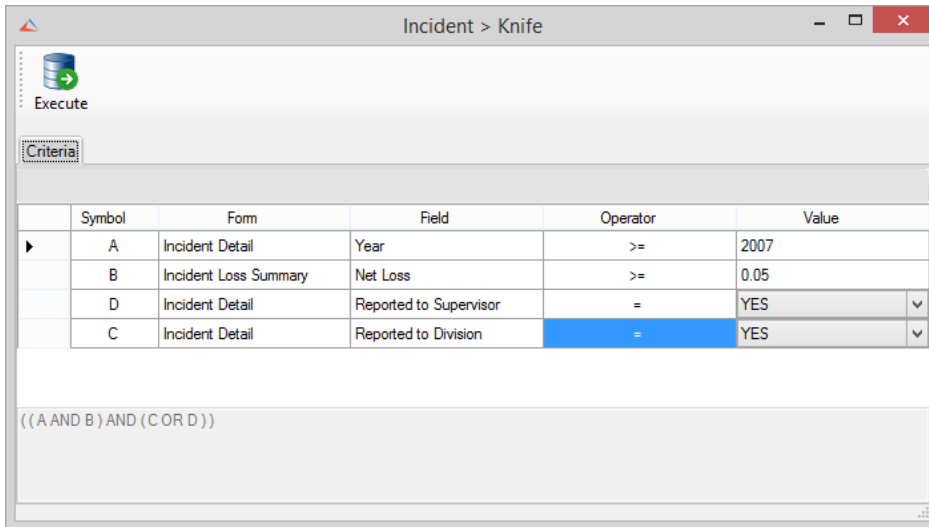 Incident > Knife
Execute
Criteria
Symbol Form Field Operator Value
A Incident Detail Year >= 2007
B Incident Loss Summary Net Loss >= 0.05
D Incident Detail Reported to Supervisor = YES
C Incident Detail Reported to Division = YES
( ( A AND B ) AND ( C OR D ) )